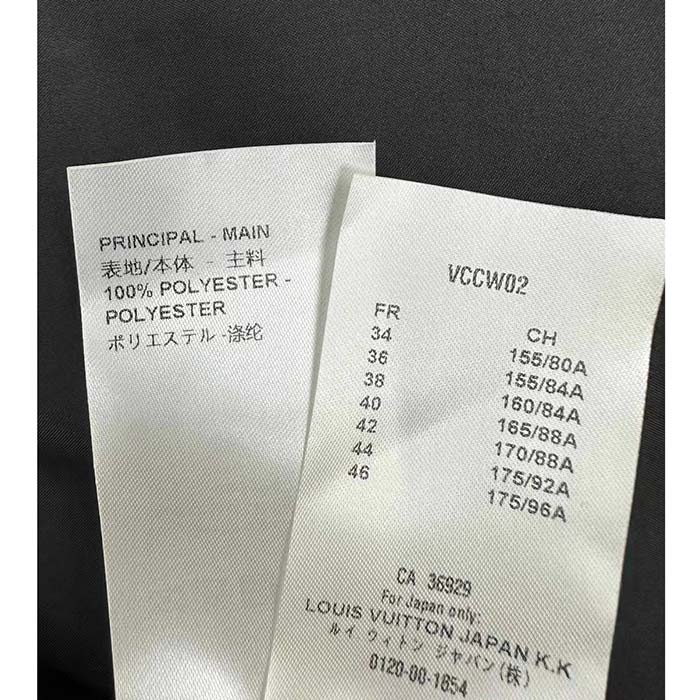 PRINCIPAL - MAIN
表地/本体 - 主料
100% POLYESTER -
POLYESTER
ポリエステル -涤纶
VCCW02
FR CH
34 155/80A
36 155/84A
38 160/84A
40 165/88A
42 170/88A
44 175/92A
46 175/96A
CA 36929
For Japan only:
LOUIS VUITTON JAPAN K.K
ルイ ヴィトン ジャパン(株)
0120-00-1854